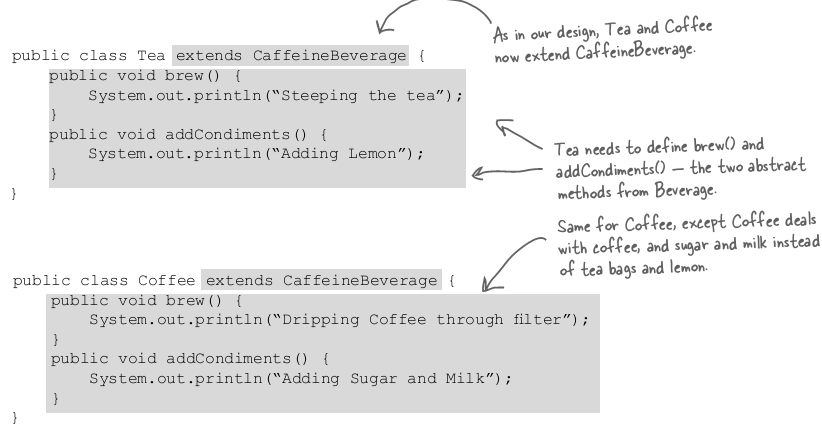 As in our design, Tea and Coffee
now extend CaffeineBeverage.
public class Tea extends CaffeineBeverage {
public void brew() {
System.out.println(“Steeping the tea”);
}
public void addCondiments() {
System.out.println(“Adding Lemon”);
}
}
Tea needs to define brew() and
addCondiments() — the two abstract
methods from Beverage.
Same for Coffee, except Coffee deals
with coffee, and sugar and milk instead
of tea bags and lemon.
public class Coffee extends CaffeineBeverage {
public void brew() {
System.out.println(“Dripping Coffee through filter”);
}
public void addCondiments() {
System.out.println(“Adding Sugar and Milk”);
}
}